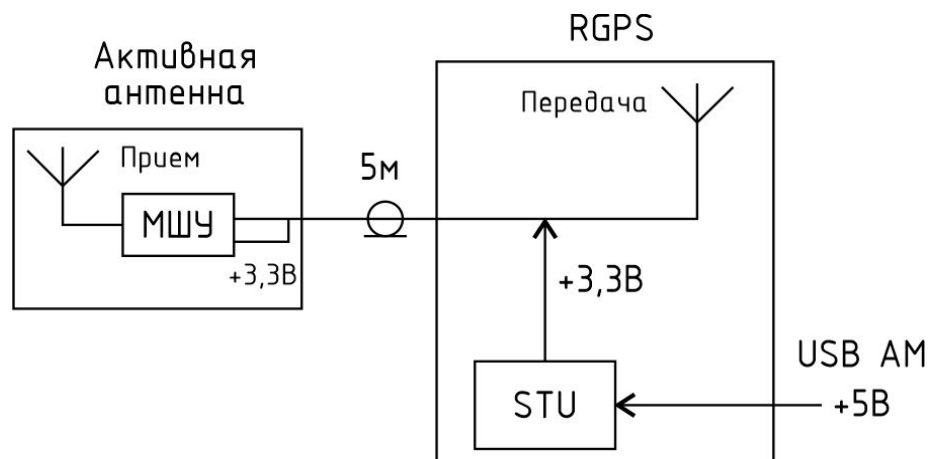 RGPS
Активная
антенна
Передача
Прием
5м
МШУ
+3,3В
+3,3В
USB AM
STU
+5В